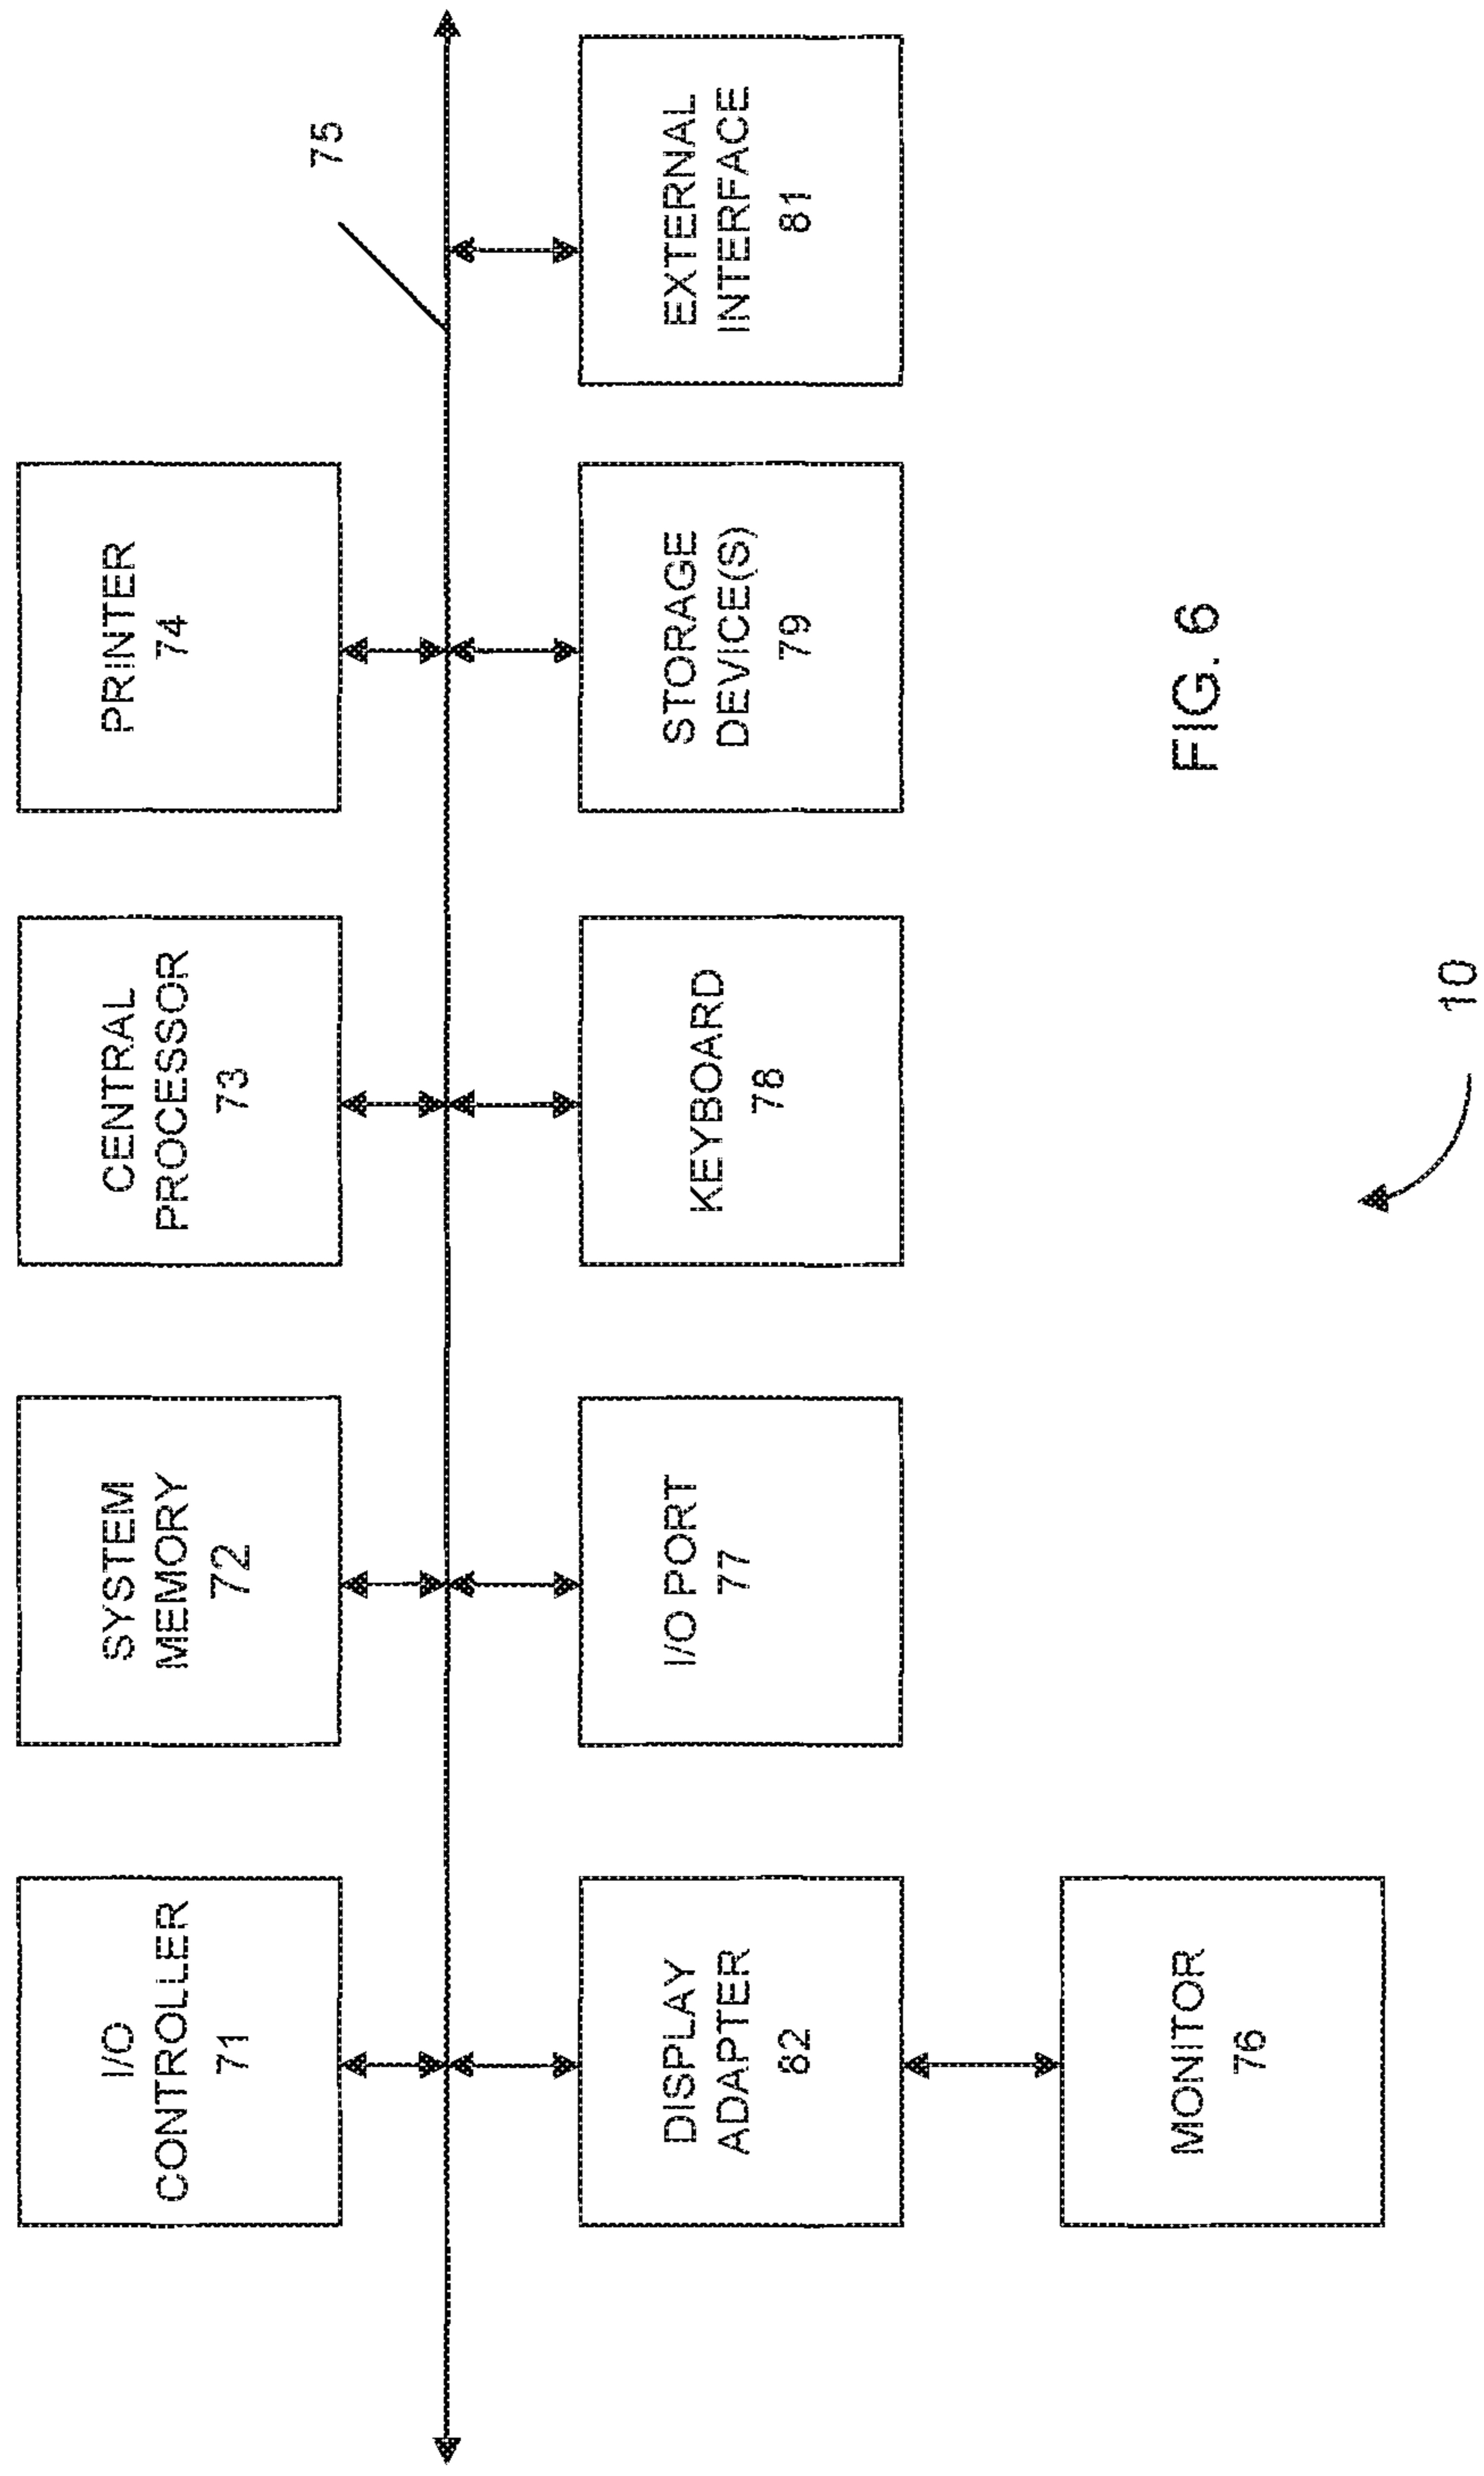 I/O
CONTROLLER
71
SYSTEM
MEMORY
72
CENTRAL
PROCESSOR
73
PRINTER
74
75
DISPLAY
ADAPTER
82
I/O PORT
77
KEYBOARD
78
STORAGE
DEVICE(S)
79
EXTERNAL
INTERFACE
81
MONITOR
76
FIG. 6
10